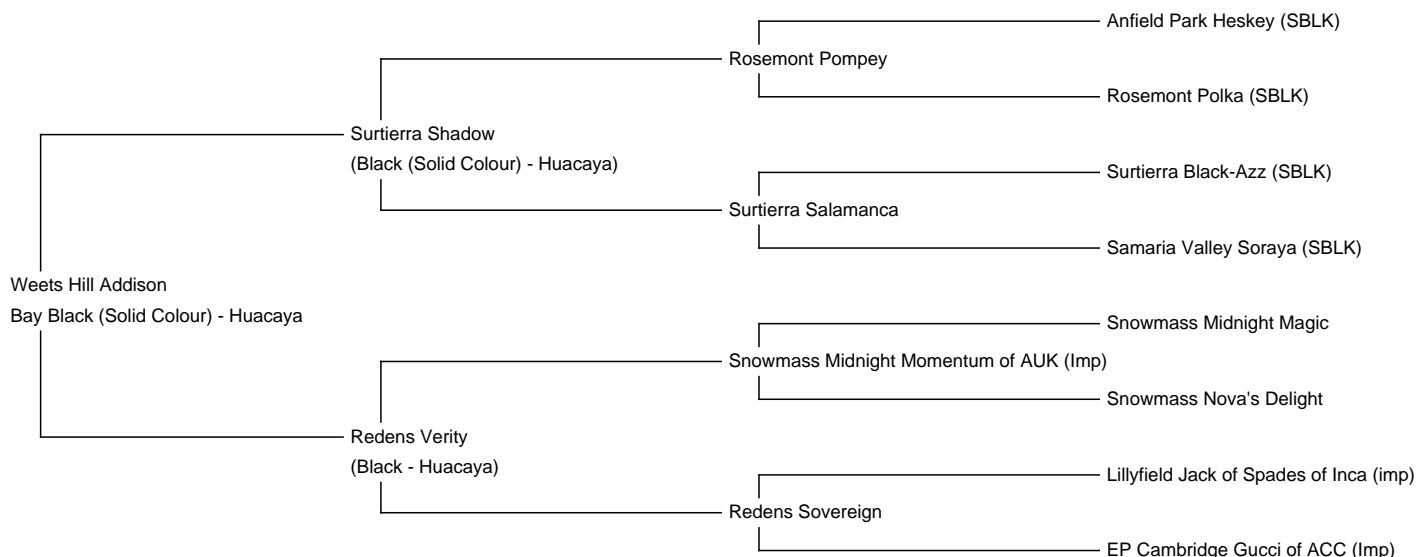 Anfield Park Heskey (SBLK)
Rosemont Pompey
Rosemont Polka (SBLK)
Surtierra Shadow
(Black (Solid Colour) - Huacaya)
Surtierra Black-Azz (SBLK)
Surtierra Salamanca
Samaria Valley Soraya (SBLK)
Weets Hill Addison
Bay Black (Solid Colour) - Huacaya
Snowmass Midnight Magic
Snowmass Midnight Momentum of AUK (Imp)
Snowmass Nova's Delight
Redens Verity
(Black - Huacaya)
Lillyfield Jack of Spades of Inca (imp)
Redens Sovereign
EP Cambridge Gucci of ACC (Imp)